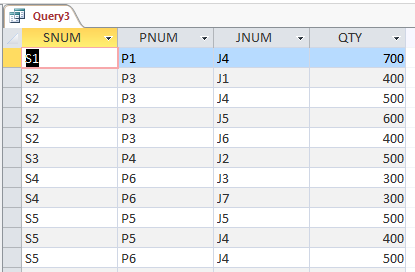 Query3
SNUM PNUM JNUM QTY
S1 P1 J4 700
S2 P3 J1 400
S2 P3 J4 500
S2 P3 J5 600
S2 P3 J6 400
S3 P4 J2 500
S4 P6 J3 300
S4 P6 J7 300
S5 P5 J5 500
S5 P5 J4 400
S5 P6 J4 500